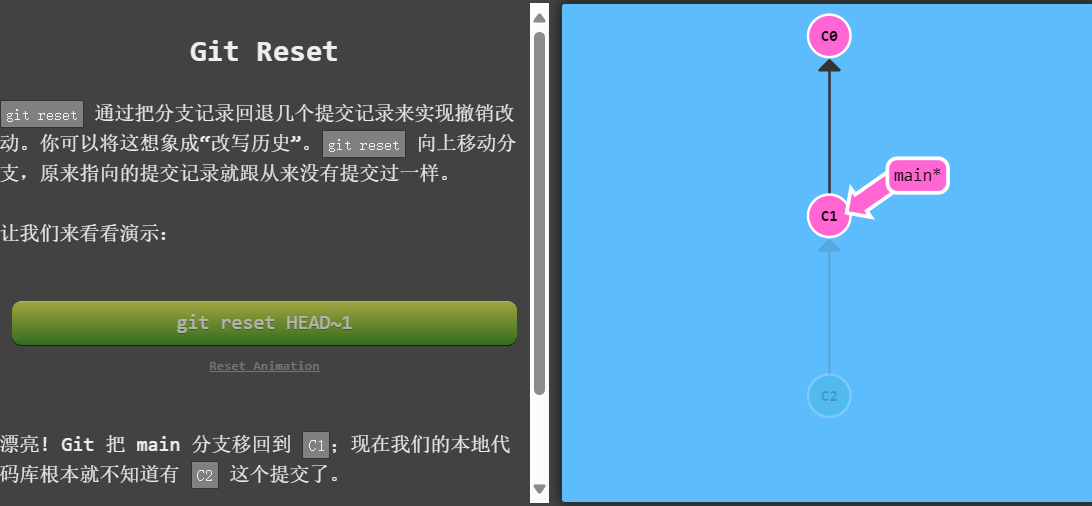 Git Reset
git reset 通过把分支记录回退几个提交记录来实现撤销改
动。你可以将这想象成“改写历史”。git reset 向上移动分
支，原来指向的提交记录就跟从来没有提交过一样。
让我们来看看演示：
git reset HEAD~1
Reset Animation
漂亮! Git 把 main 分支移回到 C1；现在我们的本地代
码库根本就不知道有 C2 这个提交了。
C0
main*
C1
C2